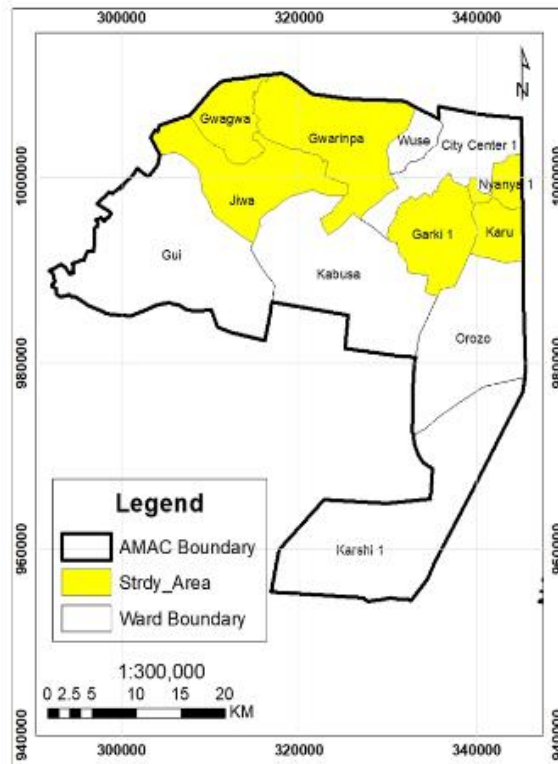 300000 320000 340000
N
Gwagwa
Gwarinpa
Wuse
City Center 1
1000000 1000000
Nyanya 1
Jiwa
Garki 1
Karu
Gui
Kabusa
Orozo
980000 980000
Legend
AMAC Boundary
Strdy_Area
Ward Boundary
Karshi 1
960000 960000
1:300,000
0 2.5 5 10 15 20
KM
940000 940000
300000 320000 340000